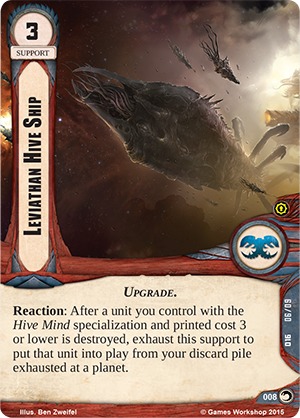 3
SUPPORT
LEVIATHAN HIVE SHIP
UPGRADE.
Reaction: After a unit you control with the
Hive Mind specialization and printed cost 3
or lower is destroyed, exhaust this support to
put that unit into play from your discard pile
exhausted at a planet.
D16 06/09
008
Illus. Ben Zweifel
© Games Workshop 2015